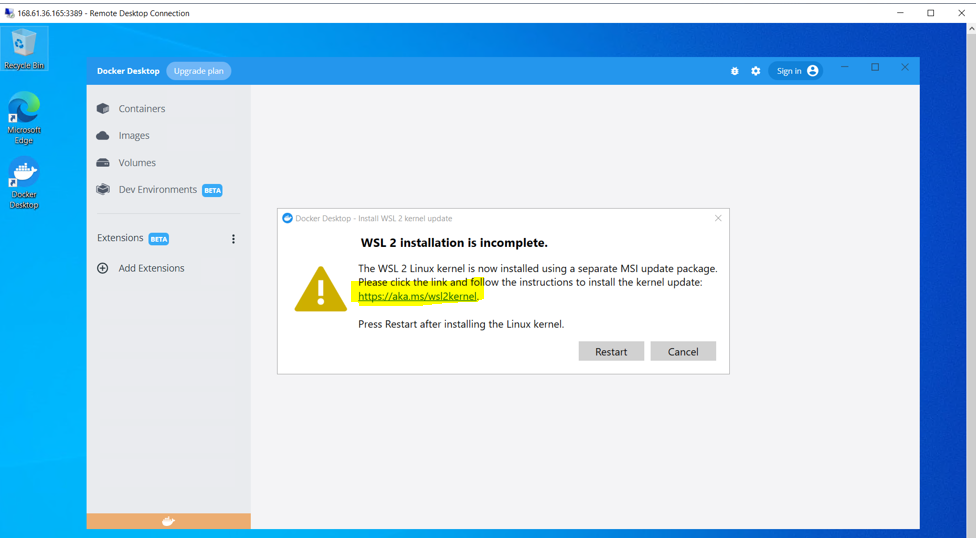 168.61.36.165:3389 - Remote Desktop Connection
Recycle Bin
Microsoft
Edge
Docker
Desktop
Docker Desktop
Upgrade plan
Sign in
Containers
Images
Volumes
Dev Environments BETA
Extensions BETA
Add Extensions
Docker Desktop - Install WSL 2 kernel update
WSL 2 installation is incomplete.
The WSL 2 Linux kernel is now installed using a separate MSI update package.
Please click the link and follow the instructions to install the kernel update:
https://aka.ms/wsl2kernel.
Press Restart after installing the Linux kernel.
Restart
Cancel